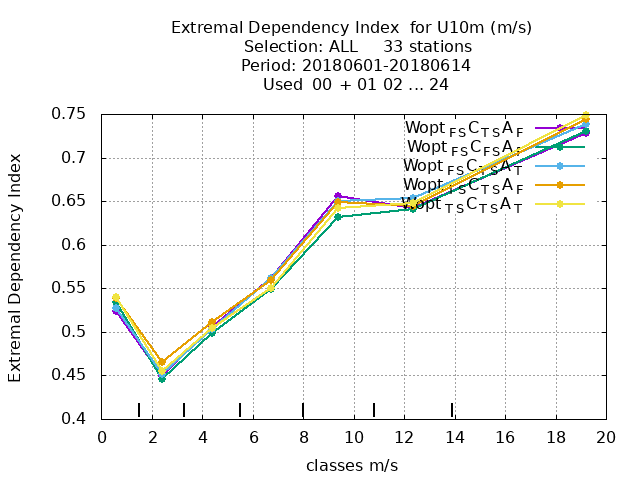 Extremal Dependency Index for U10m (m/s)
Selection: ALL 33 stations
Period: 20180601-20180614
Used 00 + 01 02 ... 24
Extremal Dependency Index
0.75
0.7
0.65
0.6
0.55
0.5
0.45
0.4
Wopt FS C TS A F
Wopt FS C FS A F
Wopt FS C TS A T
Wopt TS C TS A F
Wopt TS C TS A T
0 2 4 6 8 10 12 14 16 18 20
classes m/s